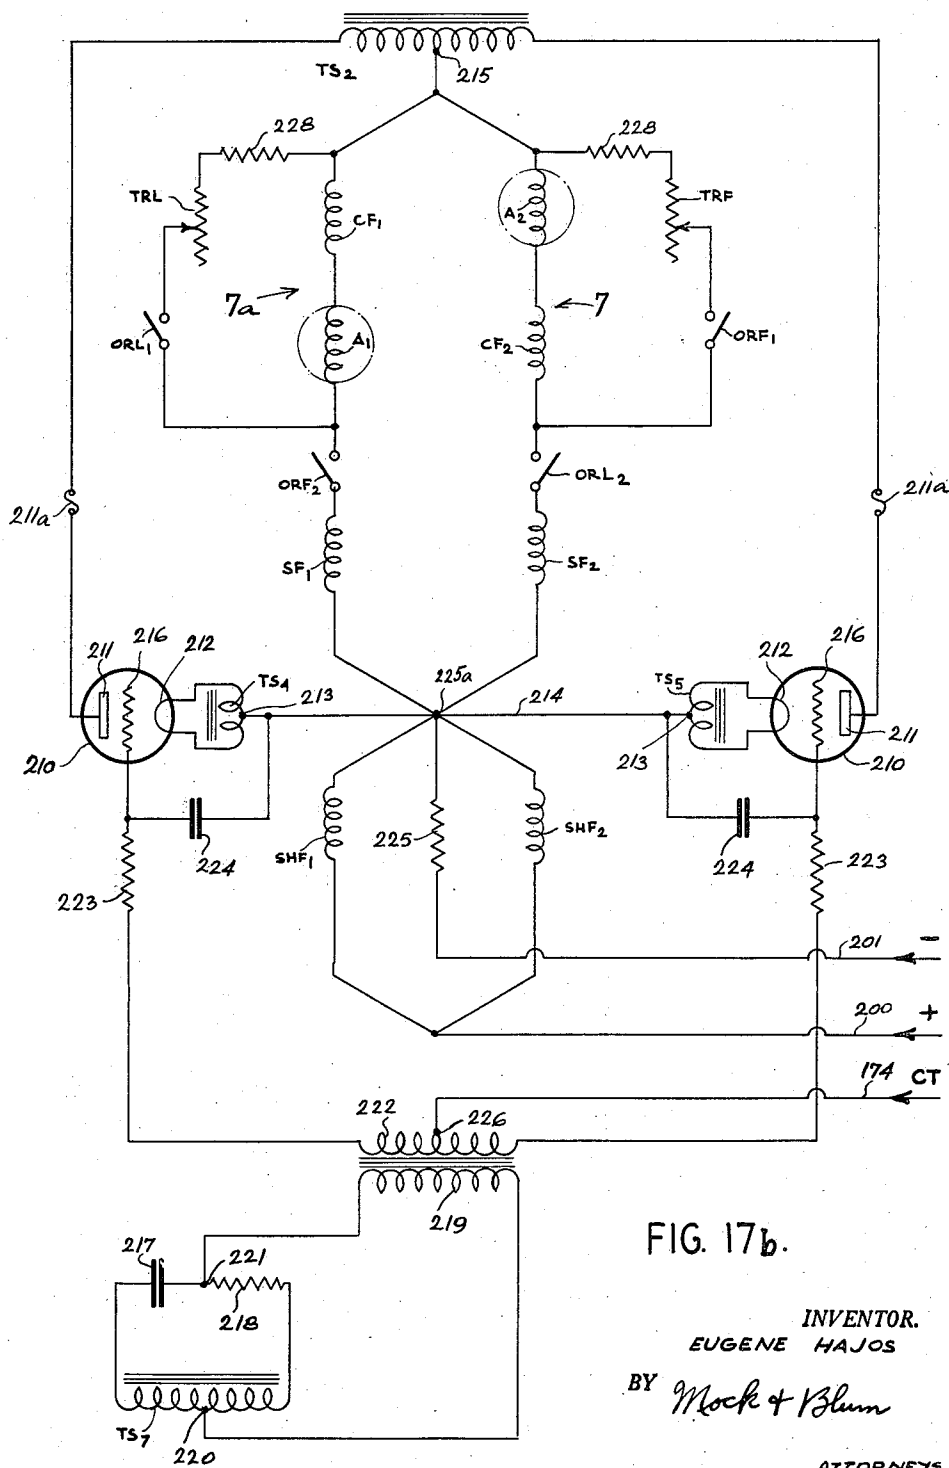 TS2
215
228
228
TRL
TRF
CF1
A2
7a
7
ORL1
A1
CF2
ORF1
ORF2
ORL2
211a
211a
SF1
SF2
211
216
212
TS4
213
225a
214
TS5
212
216
210
213
211
210
224
SHF1
225
SHF2
224
223
223
201
−
200
+
174
CT
222
226
219
FIG. 17b.
217
221
218
TS7
220
INVENTOR.
EUGENE HAJOS
BY Mock & Blum
ATTORNEYS